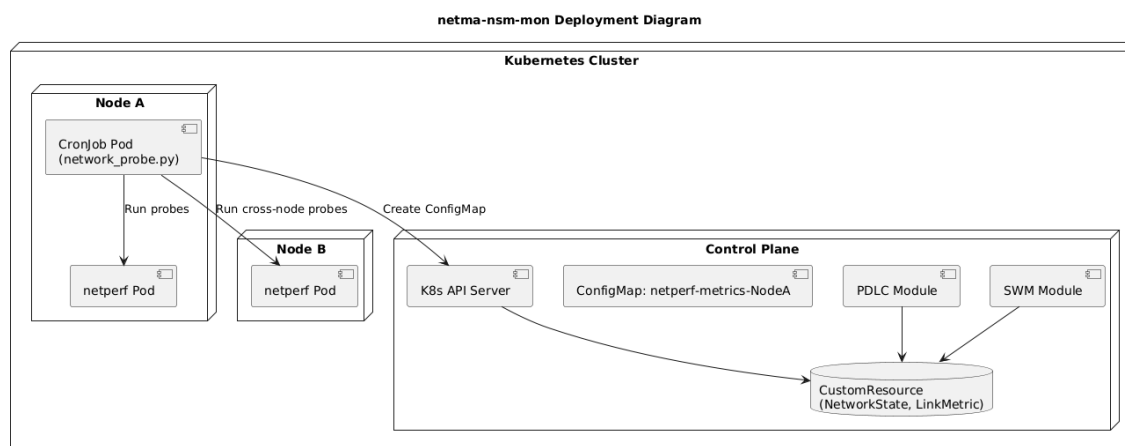 netma-nsm-mon Deployment Diagram
Kubernetes Cluster
Node A
CronJob Pod
(network_probe.py)
Run probes
Run cross-node probes
Create ConfigMap
netperf Pod
Node B
netperf Pod
Control Plane
K8s API Server
ConfigMap: netperf-metrics-NodeA
PDLC Module
SWM Module
CustomResource
(NetworkState, LinkMetric)